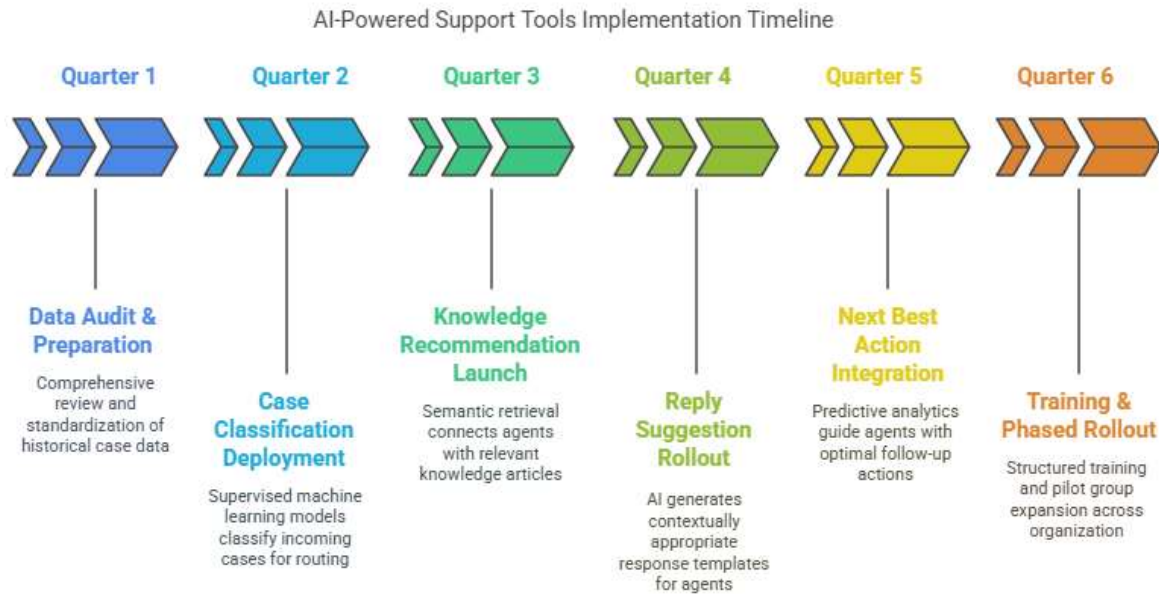 AI-Powered Support Tools Implementation Timeline
Quarter 1
Quarter 2
Quarter 3
Quarter 4
Quarter 5
Quarter 6
Data Audit &
Preparation
Comprehensive
review and
standardization of
historical case data
Case
Classification
Deployment
Supervised machine
learning models
classify incoming
cases for routing
Knowledge
Recommendation
Launch
Semantic retrieval
connects agents
with relevant
knowledge articles
Reply
Suggestion
Rollout
AI generates
contextually
appropriate
response templates
for agents
Next Best
Action
Integration
Predictive analytics
guide agents with
optimal follow-up
actions
Training &
Phased Rollout
Structured training
and pilot group
expansion across
organization